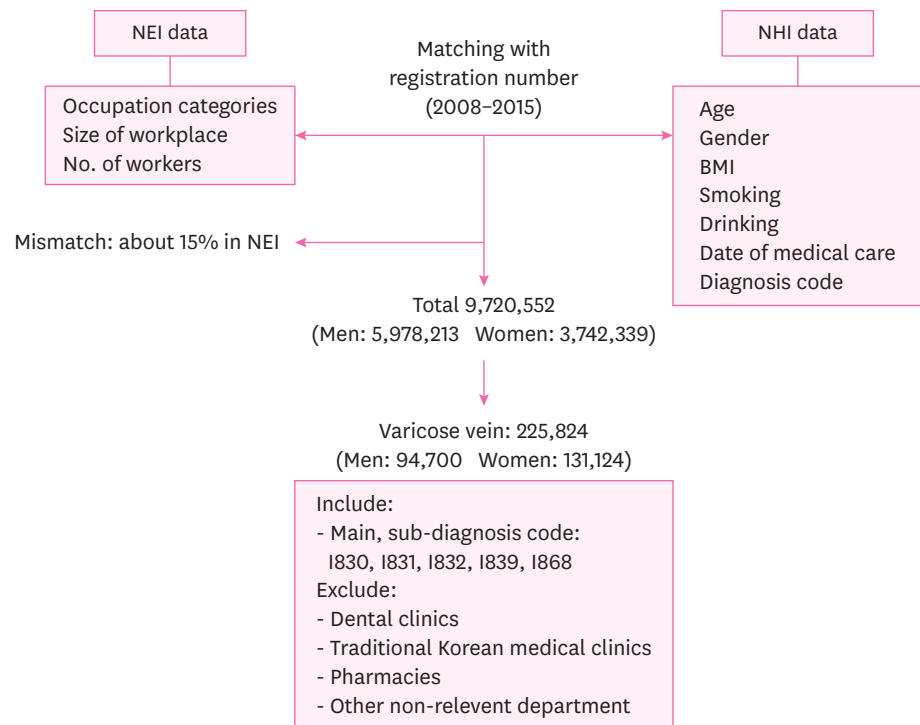 NEI data
Matching with
registration number
(2008–2015)
NHI data
Occupation categories
Size of workplace
No. of workers
Age
Gender
BMI
Smoking
Drinking
Date of medical care
Diagnosis code
Mismatch: about 15% in NEI
Total 9,720,552
(Men: 5,978,213 Women: 3,742,339)
Varicose vein: 225,824
(Men: 94,700 Women: 131,124)
Include:
- Main, sub-diagnosis code:
I830, I831, I832, I839, I868
Exclude:
- Dental clinics
- Traditional Korean medical clinics
- Pharmacies
- Other non-relevent department